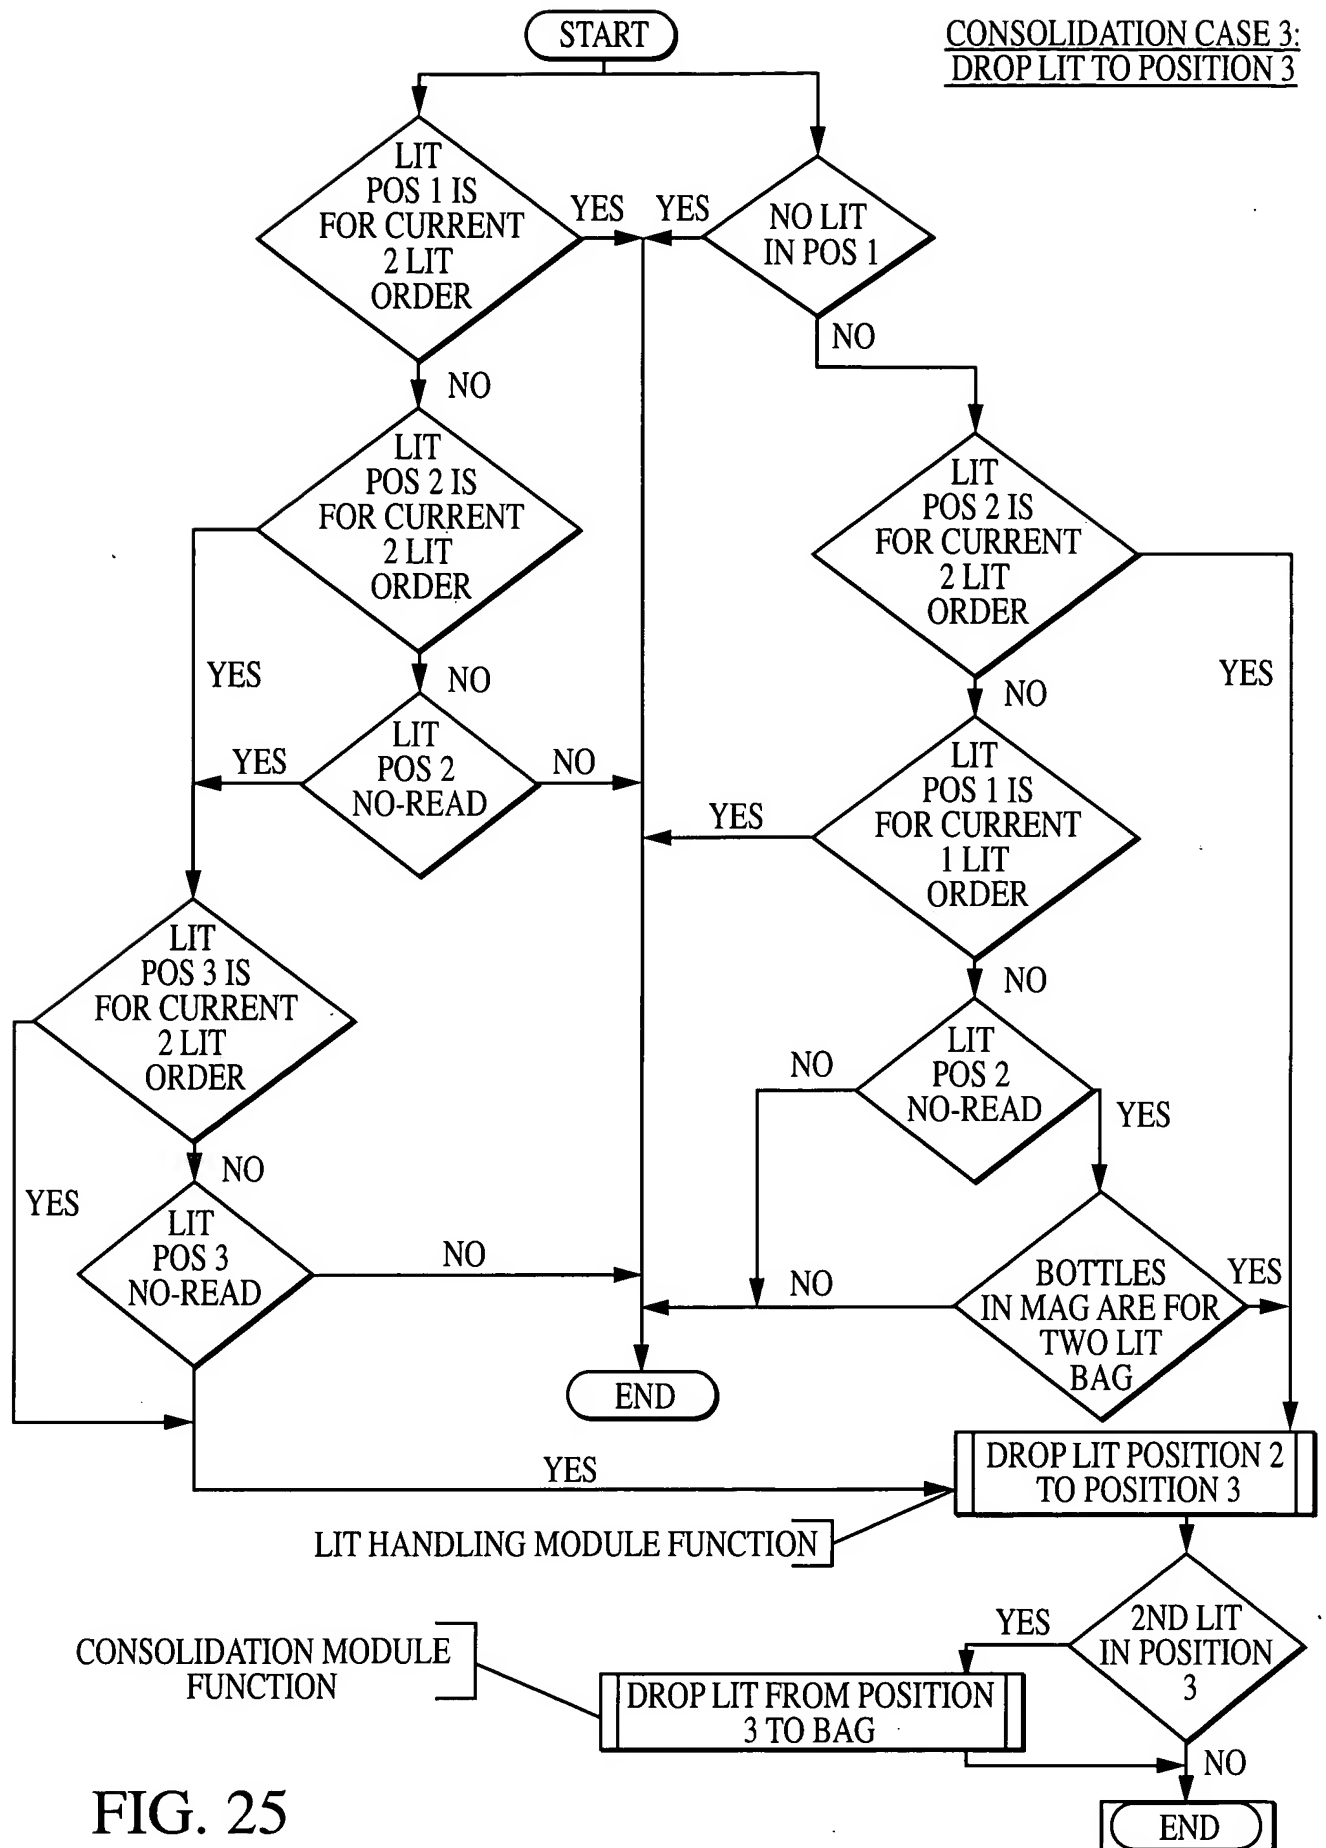 START
CONSOLIDATION CASE 3:
DROP LIT TO POSITION 3
LIT
POS 1 IS
FOR CURRENT
2 LIT
ORDER
YES
YES
NO LIT
IN POS 1
NO
NO
LIT
POS 2 IS
FOR CURRENT
2 LIT
ORDER
LIT
POS 2 IS
FOR CURRENT
2 LIT
ORDER
YES
NO
YES
NO
LIT
POS 2
NO-READ
YES
NO
LIT
POS 1 IS
FOR CURRENT
1 LIT
ORDER
YES
NO
LIT
POS 3 IS
FOR CURRENT
2 LIT
ORDER
YES
NO
LIT
POS 2
NO-READ
NO
YES
LIT
POS 3
NO-READ
NO
BOTTLES
IN MAG ARE FOR
TWO LIT
BAG
NO
YES
END
YES
DROP LIT POSITION 2
TO POSITION 3
LIT HANDLING MODULE FUNCTION
2ND LIT
IN POSITION
3
YES
NO
CONSOLIDATION MODULE
FUNCTION
DROP LIT FROM POSITION
3 TO BAG
END
FIG. 25